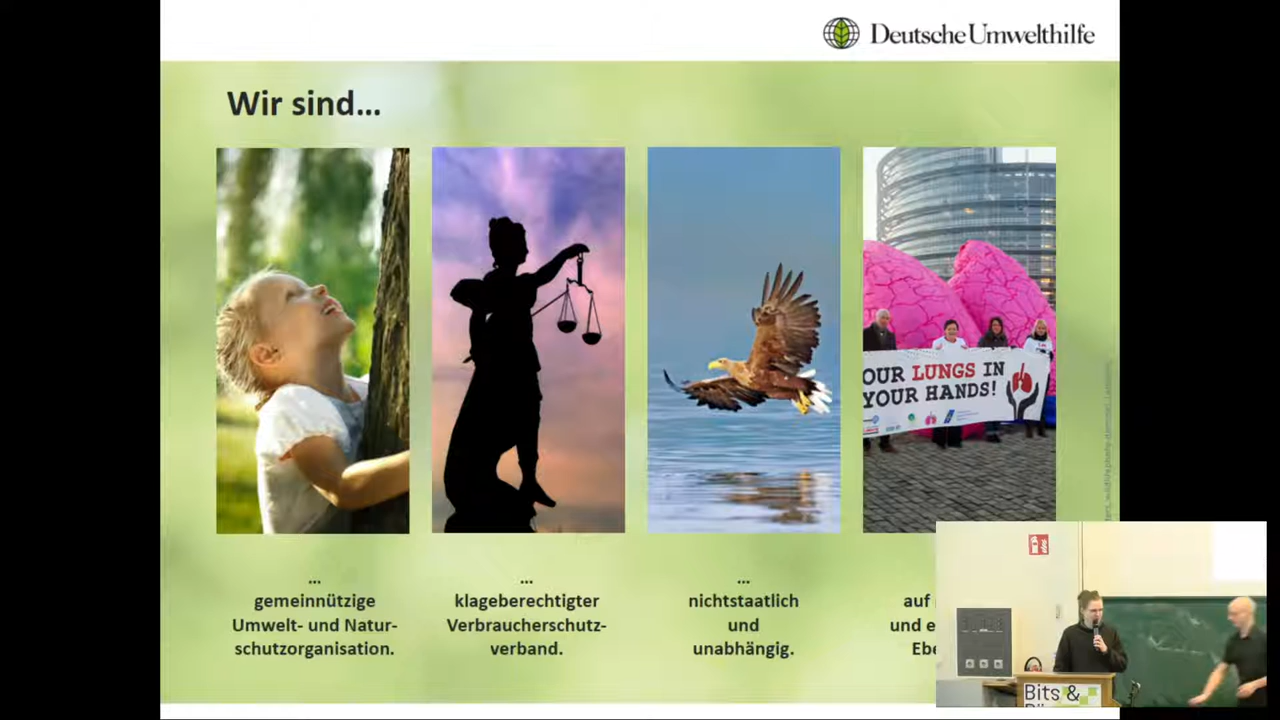 Deutsche Umwelthilfe
Wir sind...
OUR LUNGS IN
YOUR HANDS!
...
gemeinnützige
Umwelt- und Natur-
schutzorganisation.
...
klageberechtigter
Verbraucherschutz-
verband.
...
nichtstaatlich
und
unabhängig.
auf
und e
Ebe
Bits &